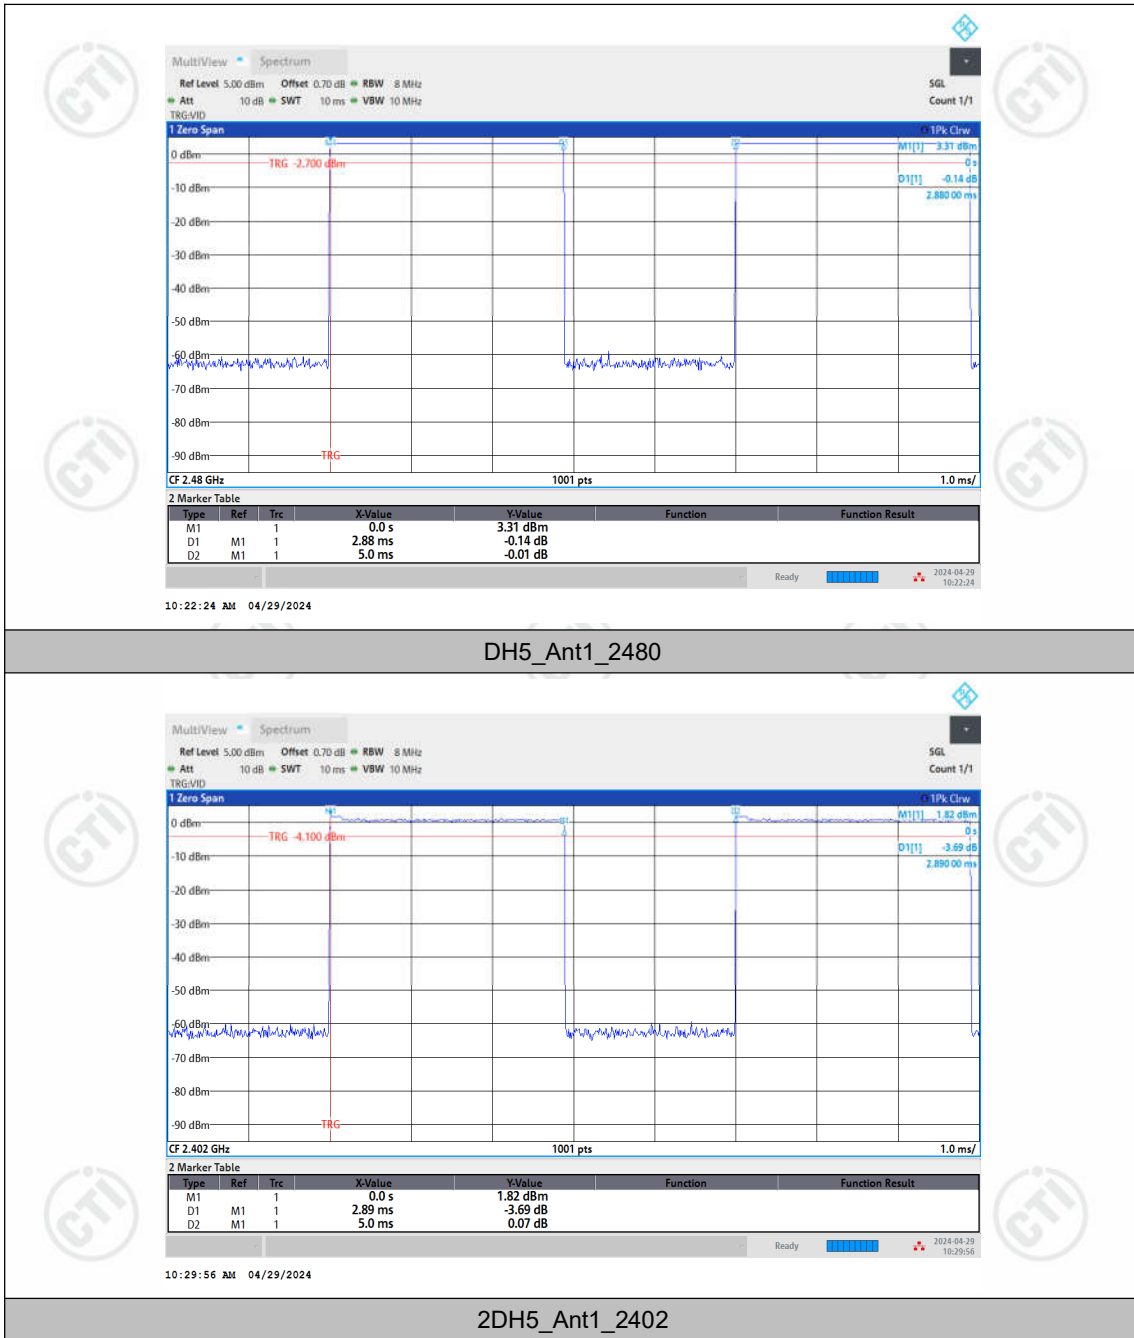 MultiView Spectrum
Ref Level 5.00 dBm Offset 0.70 dB RBW 8 MHz SGL
Att 10 dB SWT 10 ms VBW 10 MHz Count 1/1
TRG:VID
1 Zero Span 1Pk Clrw
M1[1] 3.31 dBm
0 s
D1[1] -0.14 dB
2.880 00 ms
M1
D1
D2
0 dBm
TRG -2.700 dBm
-10 dBm
-20 dBm
-30 dBm
-40 dBm
-50 dBm
-60 dBm
-70 dBm
-80 dBm
-90 dBm
TRG
CF 2.48 GHz 1001 pts 1.0 ms/
2 Marker Table
Type Ref Trc X-Value Y-Value Function Function Result
M1 1 0.0 s 3.31 dBm
D1 M1 1 2.88 ms -0.14 dB
D2 M1 1 5.0 ms -0.01 dB
Ready 2024-04-29
10:22:24
10:22:24 AM 04/29/2024
DH5_Ant1_2480
MultiView Spectrum
Ref Level 5.00 dBm Offset 0.70 dB RBW 8 MHz SGL
Att 10 dB SWT 10 ms VBW 10 MHz Count 1/1
TRG:VID
1 Zero Span 1Pk Clrw
M1[1] 1.82 dBm
0 s
D1[1] -3.69 dB
2.890 00 ms
M1
D1
D2
0 dBm
TRG -4.100 dBm
-10 dBm
-20 dBm
-30 dBm
-40 dBm
-50 dBm
-60 dBm
-70 dBm
-80 dBm
-90 dBm
TRG
CF 2.402 GHz 1001 pts 1.0 ms/
2 Marker Table
Type Ref Trc X-Value Y-Value Function Function Result
M1 1 0.0 s 1.82 dBm
D1 M1 1 2.89 ms -3.69 dB
D2 M1 1 5.0 ms 0.07 dB
Ready 2024-04-29
10:29:56
10:29:56 AM 04/29/2024
2DH5_Ant1_2402
CTI
CTI
CTI
CTI
CTI
CTI
CTI
CTI